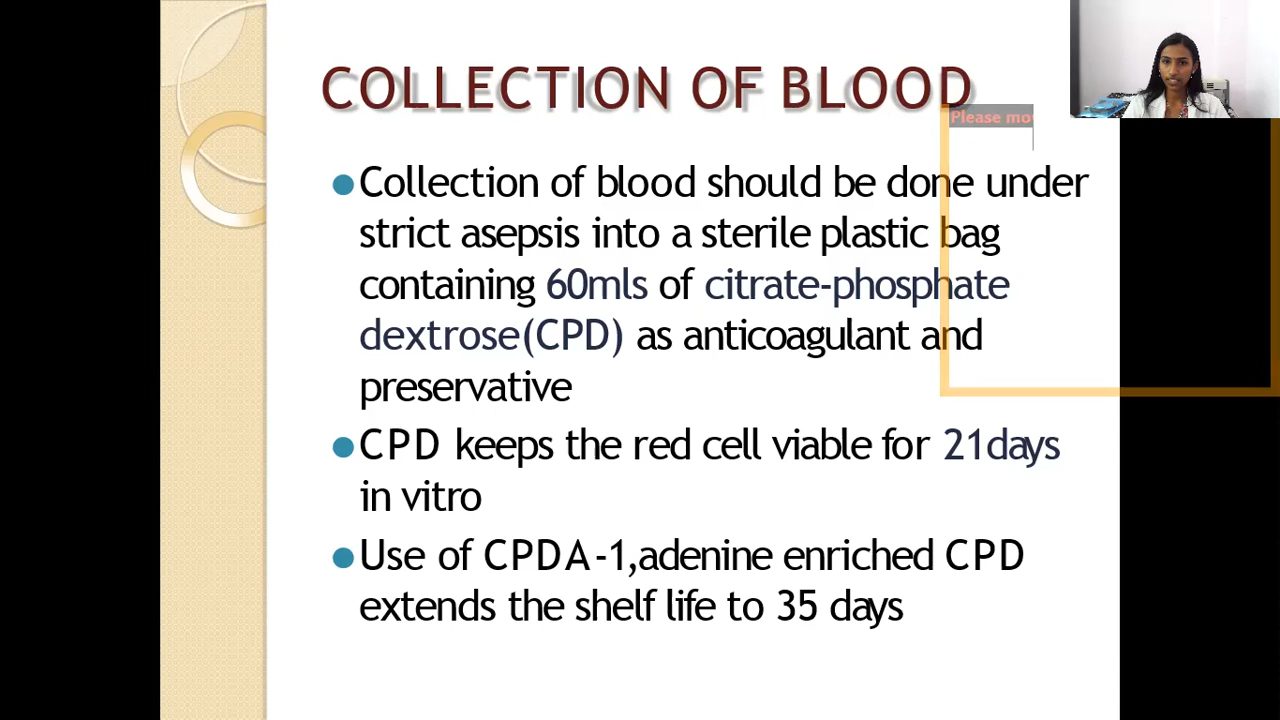 COLLECTION OF BLOOD
Please mo
Collection of blood should be done under
strict asepsis into a sterile plastic bag
containing 60mls of citrate-phosphate
dextrose(CPD) as anticoagulant and
preservative
CPD keeps the red cell viable for 21days
in vitro
Use of CPDA-1,adenine enriched CPD
extends the shelf life to 35 days